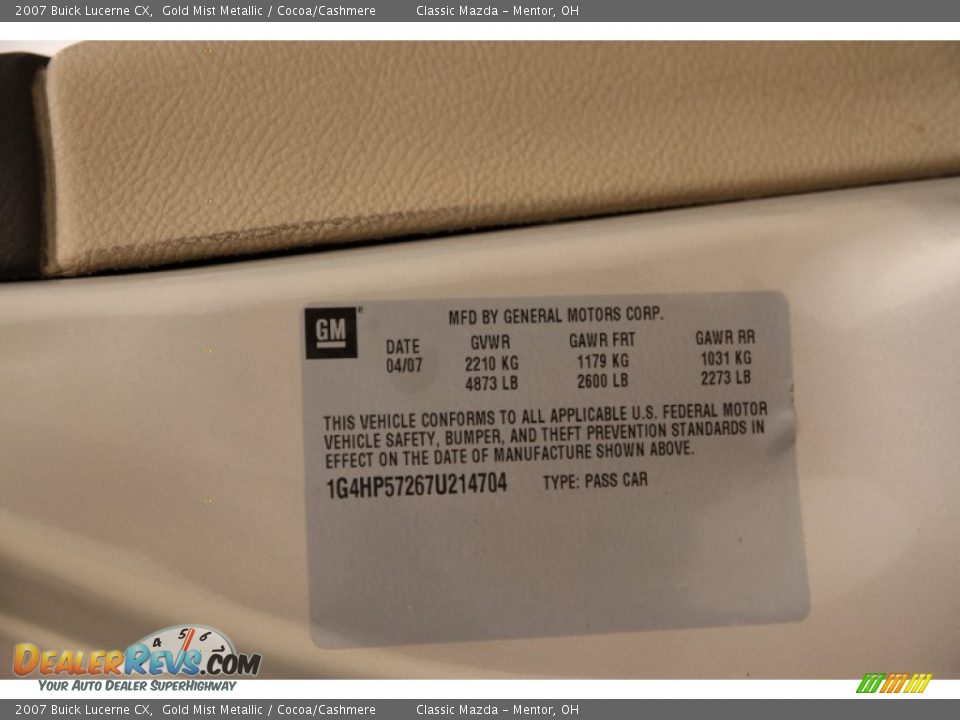 2007 Buick Lucerne CX, Gold Mist Metallic / Cocoa/Cashmere Classic Mazda - Mentor, OH
GM
MFD BY GENERAL MOTORS CORP.
DATE GVWR GAWR FRT GAWR RR
04/07 2210 KG 1179 KG 1031 KG
4873 LB 2600 LB 2273 LB
THIS VEHICLE CONFORMS TO ALL APPLICABLE U.S. FEDERAL MOTOR
VEHICLE SAFETY, BUMPER, AND THEFT PREVENTION STANDARDS IN
EFFECT ON THE DATE OF MANUFACTURE SHOWN ABOVE.
1G4HP57267U214704 TYPE: PASS CAR
4 5 6 7
DealerRevs.com
Your Auto Dealer SuperHighway
2007 Buick Lucerne CX, Gold Mist Metallic / Cocoa/Cashmere Classic Mazda - Mentor, OH